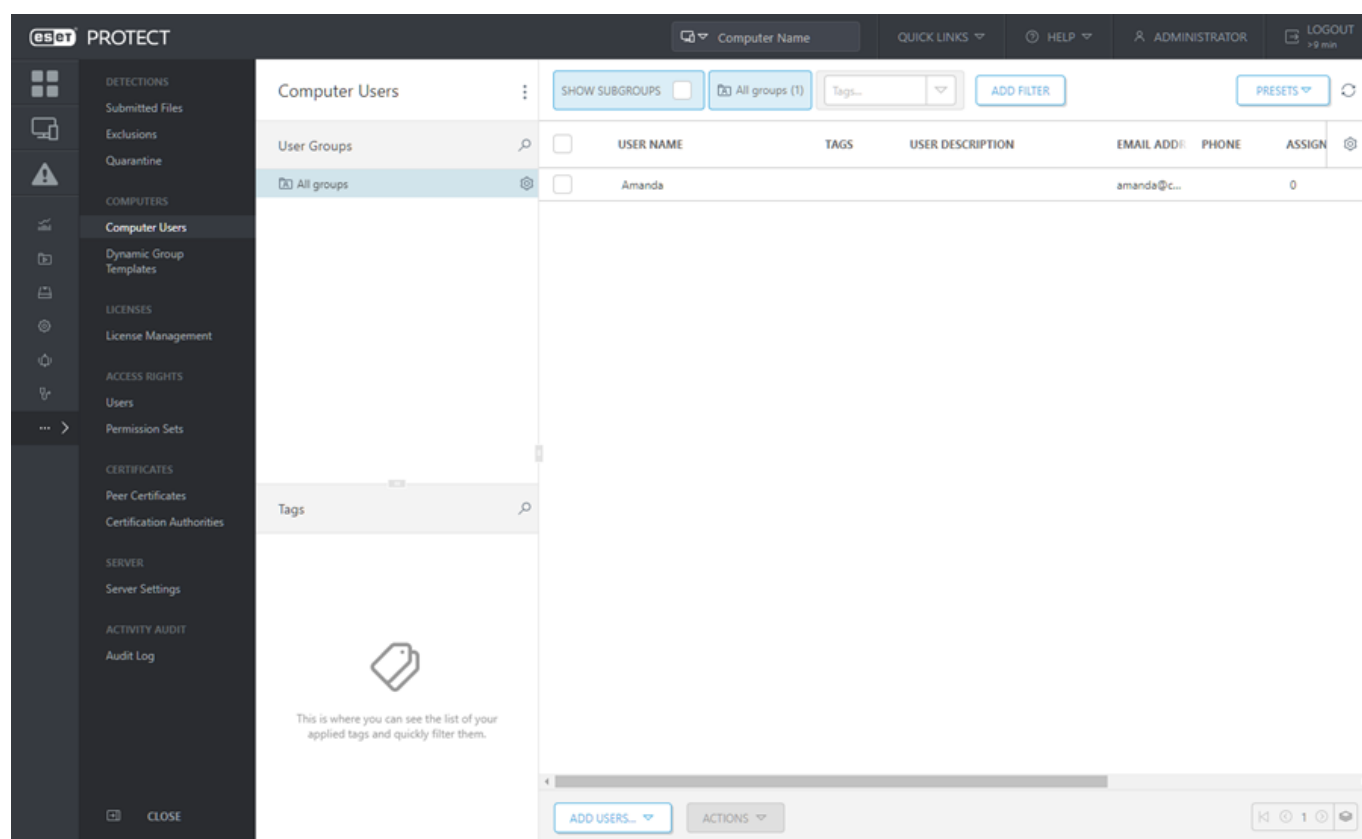 eset PROTECT
Computer Name
QUICK LINKS
HELP
ADMINISTRATOR
LOGOUT
>9 min
DETECTIONS
Submitted Files
Exclusions
Quarantine
COMPUTERS
Computer Users
Dynamic Group
Templates
LICENSES
License Management
ACCESS RIGHTS
Users
Permission Sets
CERTIFICATES
Peer Certificates
Certification Authorities
SERVER
Server Settings
ACTIVITY AUDIT
Audit Log
CLOSE
Computer Users
User Groups
All groups
Tags
This is where you can see the list of your
applied tags and quickly filter them.
SHOW SUBGROUPS
All groups (1)
Tags...
ADD FILTER
PRESETS
USER NAME TAGS USER DESCRIPTION EMAIL ADDR PHONE ASSIGN
Amanda amanda@c... 0
ADD USERS...
ACTIONS
1